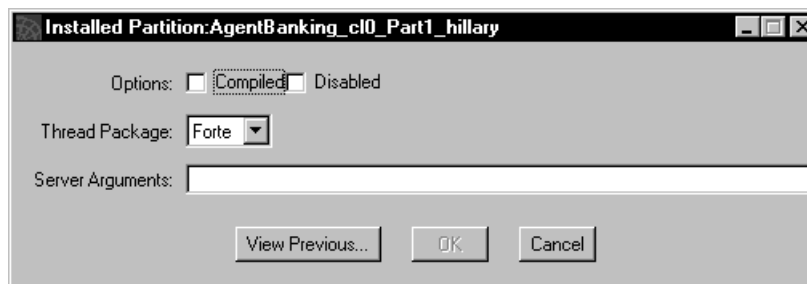 Installed Partition:AgentBanking_cl0_Part1_hillary
Options: Compiled Disabled
Thread Package: Forte
Server Arguments:
View Previous... OK Cancel